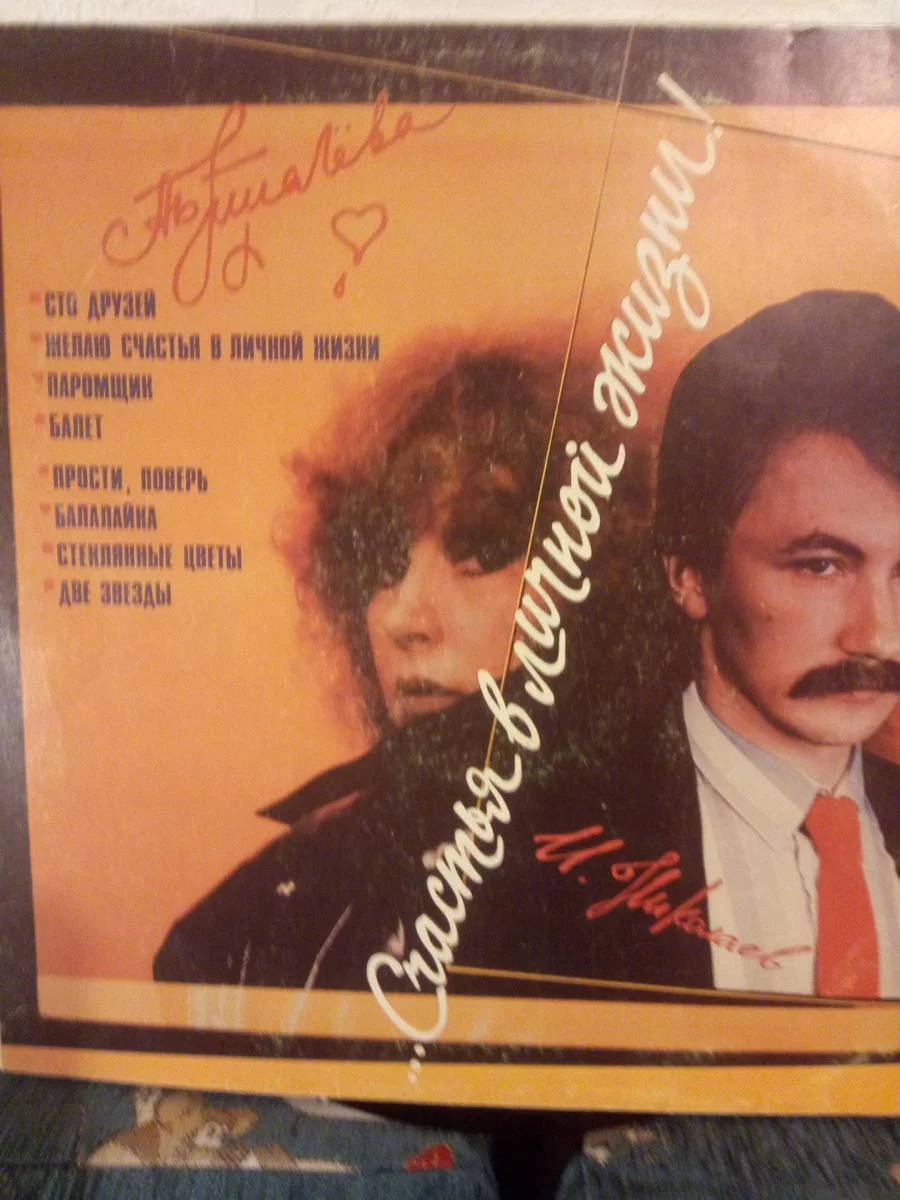 А. Пугачёва
СТО ДРУЗЕЙ
ЖЕЛАЮ СЧАСТЬЯ В ЛИЧНОЙ ЖИЗНИ
ПАРОМЩИК
БАЛЕТ
ПРОСТИ, ПОВЕРЬ
БАЛАЛАЙКА
СТЕКЛЯННЫЕ ЦВЕТЫ
ДВЕ ЗВЕЗДЫ
...Счастья в личной жизни!
И. Николаев